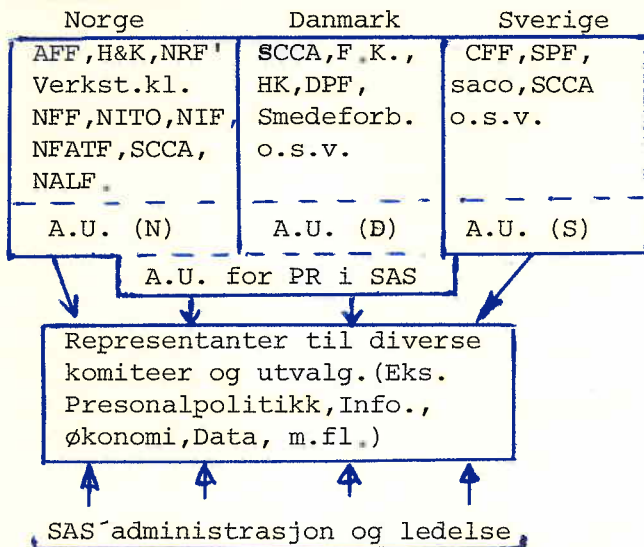 Norge Danmark Sverige
AFF,H&K,NRF'
Verkst.kl.
NFF,NITO,NIF,
NFATF,SCCA,
NALF.
A.U. (N)
SCCA,F.K.,
HK,DPF,
Smedeforb.
o.s.v.
A.U. (D)
CFF,SPF,
saco,SCCA
o.s.v.
A.U. (S)
A.U. for PR i SAS
Representanter til diverse
komiteer og utvalg.(Eks.
Presonalpolitikk,Info.,
økonomi,Data, m.fl.)
SAS´administrasjon og ledelse